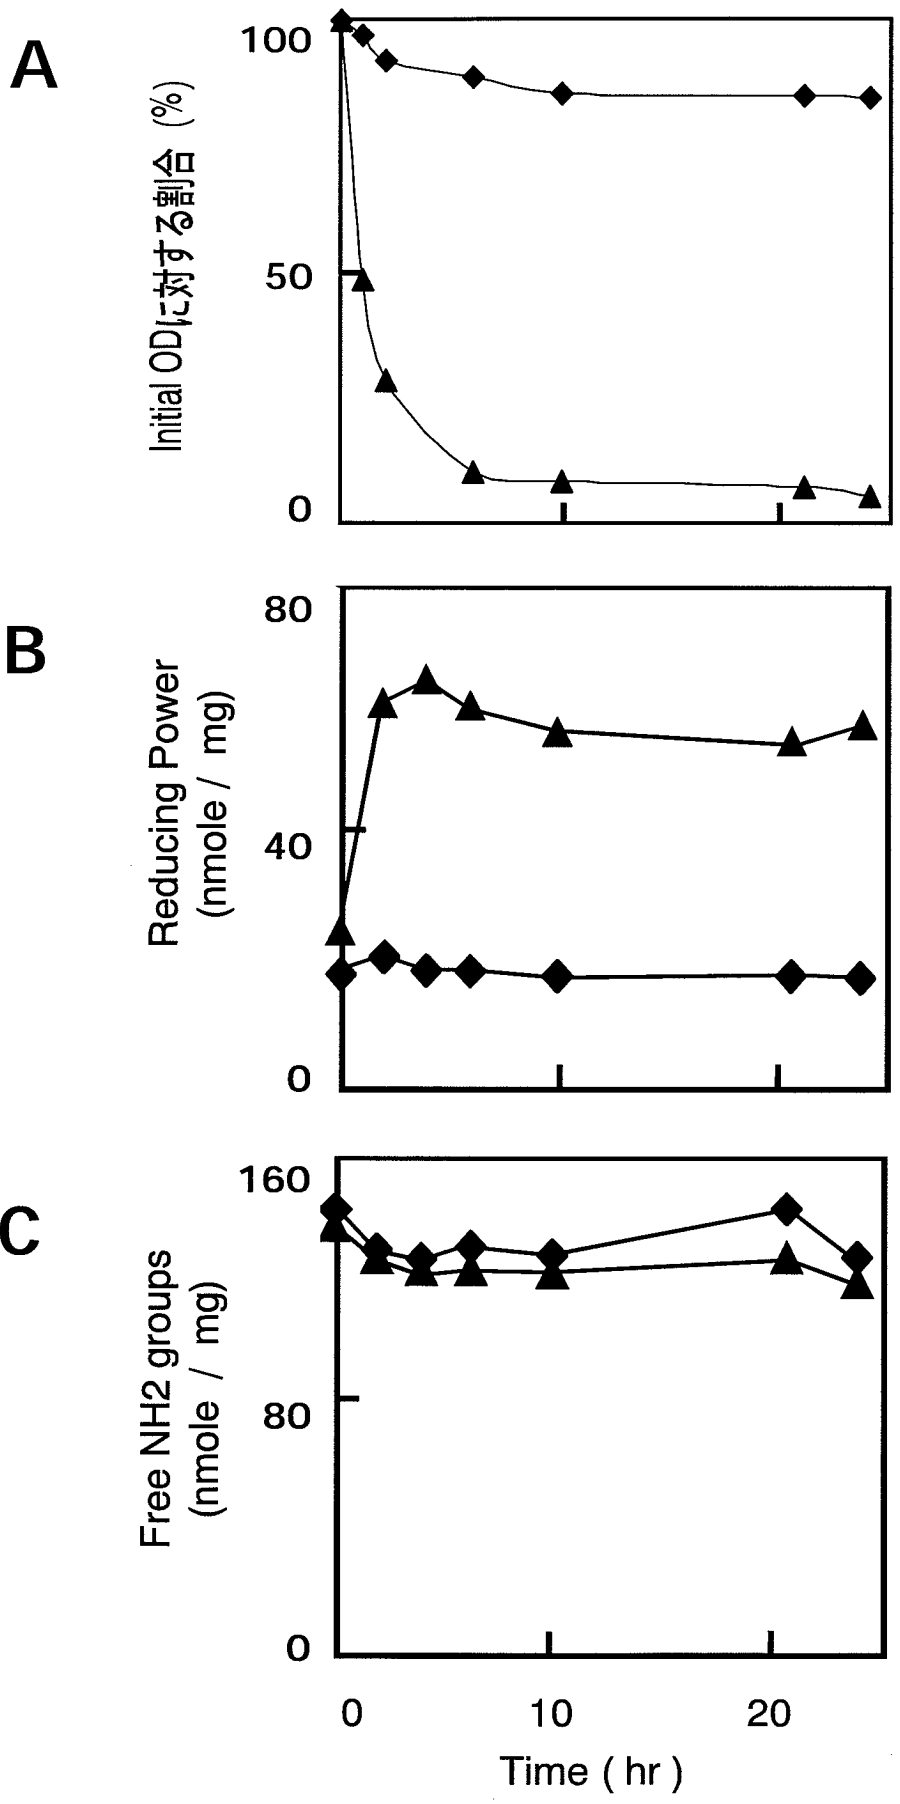 A
100
50
0
Initial ODに対する割合 (%)
B
80
40
0
Reducing Power
(nmole / mg)
C
160
80
0
Free NH2 groups
(nmole / mg)
0 10 20
Time ( hr )